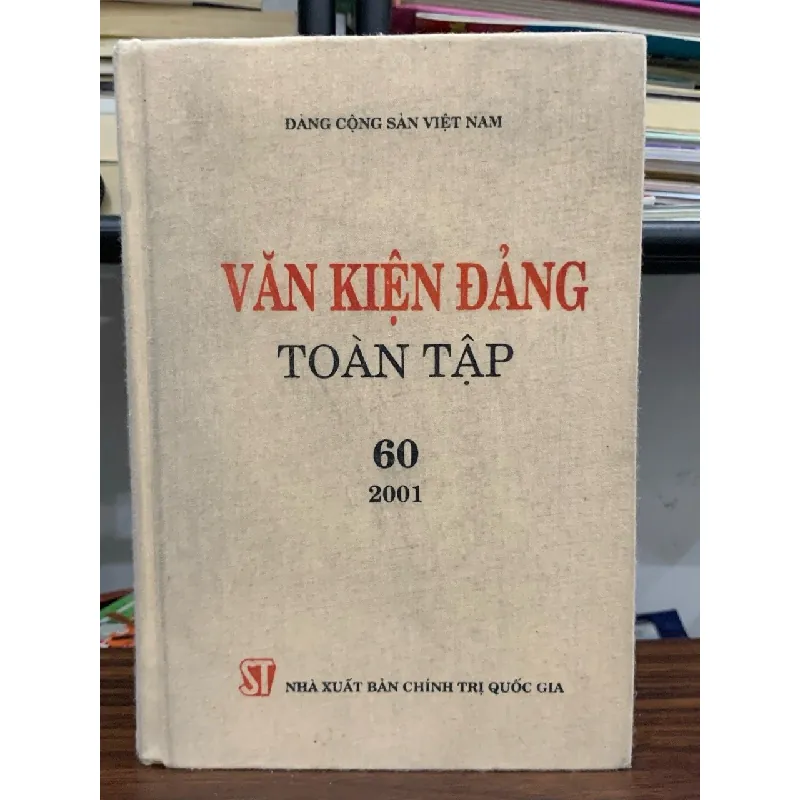 ĐẢNG CỘNG SẢN VIỆT NAM
VĂN KIỆN ĐẢNG
TOÀN TẬP
60
2001
ST NHÀ XUẤT BẢN CHÍNH TRỊ QUỐC GIA